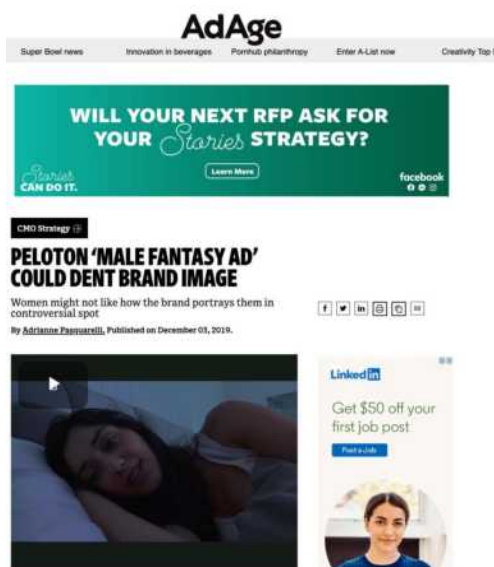 AdAge
Super Bowl news Innovation in beverages Pornhub philanthropy Enter A-List now Creativity Top
WILL YOUR NEXT RFP ASK FOR
YOUR Stories STRATEGY?
Learn More
Stories
CAN DO IT.
facebook
CMO Strategy
PELOTON ‘MALE FANTASY AD’
COULD DENT BRAND IMAGE
Women might not like how the brand portrays them in
controversial spot
By Adrianne Pasquarelli. Published on December 03, 2019.
Linked in
Get $50 off your
first job post
Post a Job